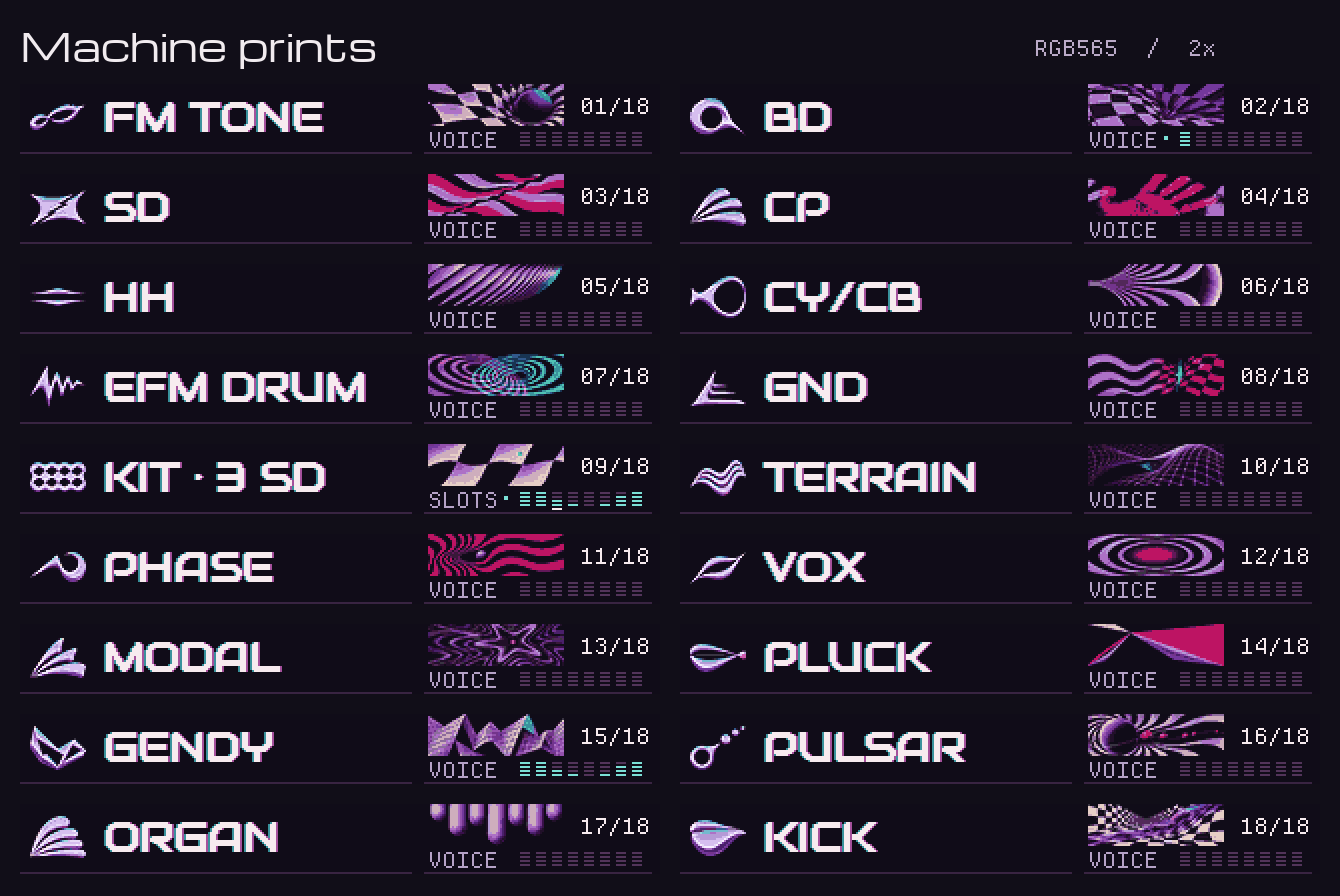 Machine prints
RGB565 / 2x
FM TONE 01/18
VOICE
BD 02/18
VOICE
SD 03/18
VOICE
CP 04/18
VOICE
HH 05/18
VOICE
CY/CB 06/18
VOICE
EFM DRUM 07/18
VOICE
GND 08/18
VOICE
KIT · 3 SD 09/18
SLOTS
TERRAIN 10/18
VOICE
PHASE 11/18
VOICE
VOX 12/18
VOICE
MODAL 13/18
VOICE
PLUCK 14/18
VOICE
GENDY 15/18
VOICE
PULSAR 16/18
VOICE
ORGAN 17/18
VOICE
KICK 18/18
VOICE